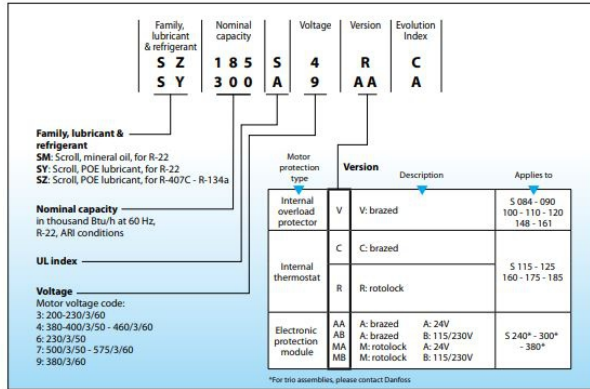 Family,
lubricant
& refrigerant
Nominal
capacity
Voltage
Version
Evolution
Index
S Z 1 8 5 S 4 R C
S Y 3 0 0 A 9 A A A
Family, lubricant &
refrigerant
SM: Scroll, mineral oil, for R-22
SY: Scroll, POE lubricant, for R-22
SZ: Scroll, POE lubricant, for R-407C - R-134a
Nominal capacity
in thousand Btu/h at 60 Hz,
R-22, ARI conditions
UL index
Voltage
Motor voltage code:
3: 200-230/3/60
4: 380-400/3/50 - 460/3/60
6: 230/3/50
7: 500/3/50 - 575/3/60
9: 380/3/60
Motor
protection
type
Version
Description
Applies to
Internal
overload
protector
V
V: brazed
S 084 - 090
100 - 110 - 120
148 - 161
Internal
thermostat
C
C: brazed
R
R: rotolock
S 115 - 125
160 - 175 - 185
Electronic
protection
module
AA A: brazed A: 24V
AB A: brazed B: 115/230V
MA M: rotolock A: 24V
MB M: rotolock B: 115/230V
S 240* - 300*
- 380*
*For trio assemblies, please contact Danfoss